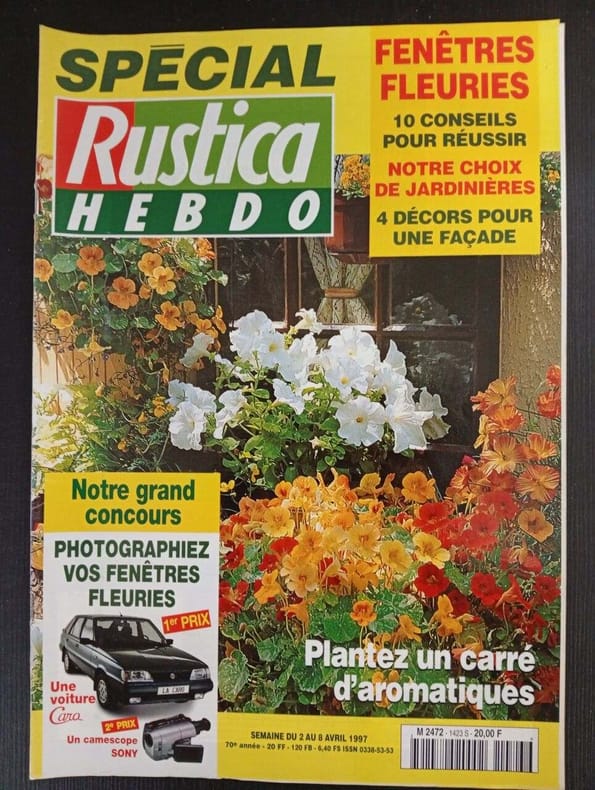 SPÉCIAL
Rustica
HEBDO
FENÊTRES
FLEURIES
10 CONSEILS
POUR RÉUSSIR
NOTRE CHOIX
DE JARDINIÈRES
4 DÉCORS POUR
UNE FAÇADE
Notre grand
concours
PHOTOGRAPHIEZ
VOS FENÊTRES
FLEURIES
1er PRIX
LA CARO
Une
voiture
Caro
2e PRIX
Un camescope
SONY
Plantez un carré
d'aromatiques
SEMAINE DU 2 AU 8 AVRIL 1997
70e année - 20 FF - 120 FB - 6,40 FS ISSN 0338-53-53
M 2472 - 1423 S - 20,00 F